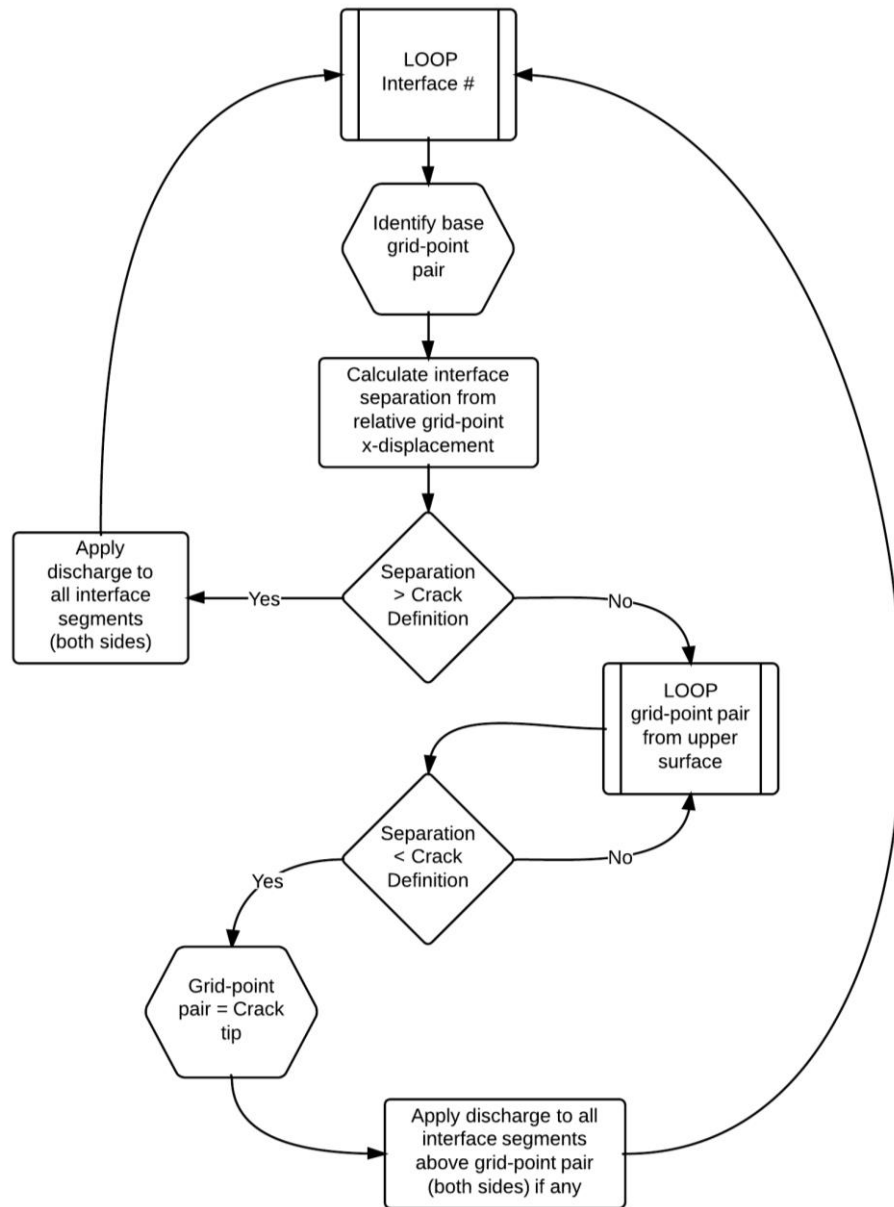 LOOP
Interface #
Identify base
grid-point
pair
Calculate interface
separation from
relative grid-point
x-displacement
Separation
> Crack
Definition
Yes
No
Apply
discharge to
all interface
segments
(both sides)
LOOP
grid-point pair
from upper
surface
Separation
< Crack
Definition
Yes
No
Grid-point
pair = Crack
tip
Apply discharge to all
interface segments
above grid-point pair
(both sides) if any